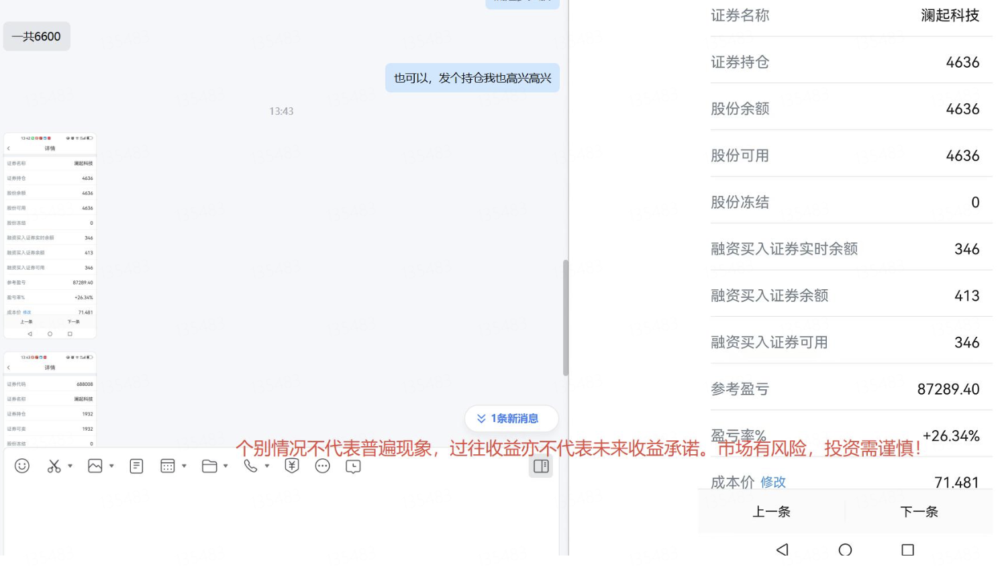 一共6600
也可以，发个持仓我也高兴高兴
13:43
13:42
详情
证券名称 澜起科技
证券持仓 4636
股份余额 4636
股份可用 4636
股份冻结 0
融资买入证券实时余额 346
融资买入证券余额 413
融资买入证券可用 346
参考盈亏 87289.40
盈亏率% +26.34%
成本价 修改 71.481
上一条 下一条
13:43
详情
证券代码 688008
证券名称 澜起科技
证券持仓 1932
证券可卖 1932
股份冻结 0
1条新消息
证券名称 澜起科技
证券持仓 4636
股份余额 4636
股份可用 4636
股份冻结 0
融资买入证券实时余额 346
融资买入证券余额 413
融资买入证券可用 346
参考盈亏 87289.40
盈亏率% +26.34%
成本价 修改 71.481
上一条 下一条
个别情况不代表普遍现象，过往收益亦不代表未来收益承诺。市场有风险，投资需谨慎！